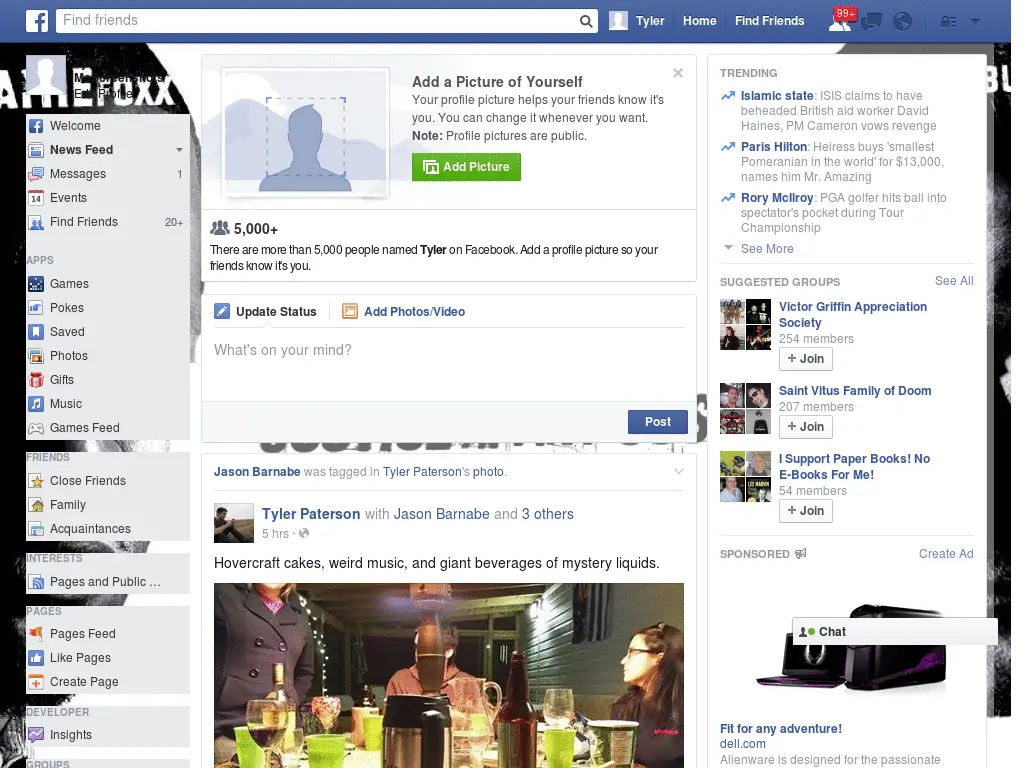 Find friends
Tyler
Home
Find Friends
99+
Edit Profile
Welcome
News Feed
Messages 1
Events
Find Friends 20+
APPS
Games
Pokes
Saved
Photos
Gifts
Music
Games Feed
FRIENDS
Close Friends
Family
Acquaintances
INTERESTS
Pages and Public ...
PAGES
Pages Feed
Like Pages
Create Page
DEVELOPER
Insights
GROUPS
Add a Picture of Yourself
Your profile picture helps your friends know it's
you. You can change it whenever you want.
Note: Profile pictures are public.
Add Picture
5,000+
There are more than 5,000 people named Tyler on Facebook. Add a profile picture so your
friends know it's you.
Update Status
Add Photos/Video
What's on your mind?
Post
Jason Barnabe was tagged in Tyler Paterson's photo.
Tyler Paterson with Jason Barnabe and 3 others
5 hrs ·
Hovercraft cakes, weird music, and giant beverages of mystery liquids.
TRENDING
Islamic state: ISIS claims to have
beheaded British aid worker David
Haines, PM Cameron vows revenge
Paris Hilton: Heiress buys 'smallest
Pomeranian in the world' for $13,000,
names him Mr. Amazing
Rory McIlroy: PGA golfer hits ball into
spectator's pocket during Tour
Championship
See More
SUGGESTED GROUPS
See All
Victor Griffin Appreciation
Society
254 members
+ Join
Saint Vitus Family of Doom
207 members
+ Join
I Support Paper Books! No
E-Books For Me!
54 members
+ Join
SPONSORED
Create Ad
Chat
Fit for any adventure!
dell.com
Alienware is designed for the passionate